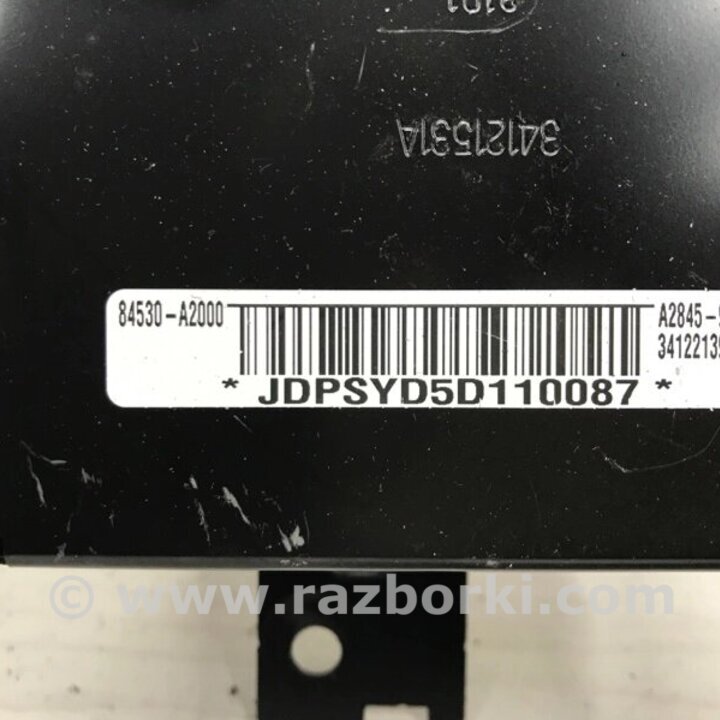 34121531A
84530-A2000
A2845-
3412213
* JDPSYD5D110087 *
© www.razborki.com